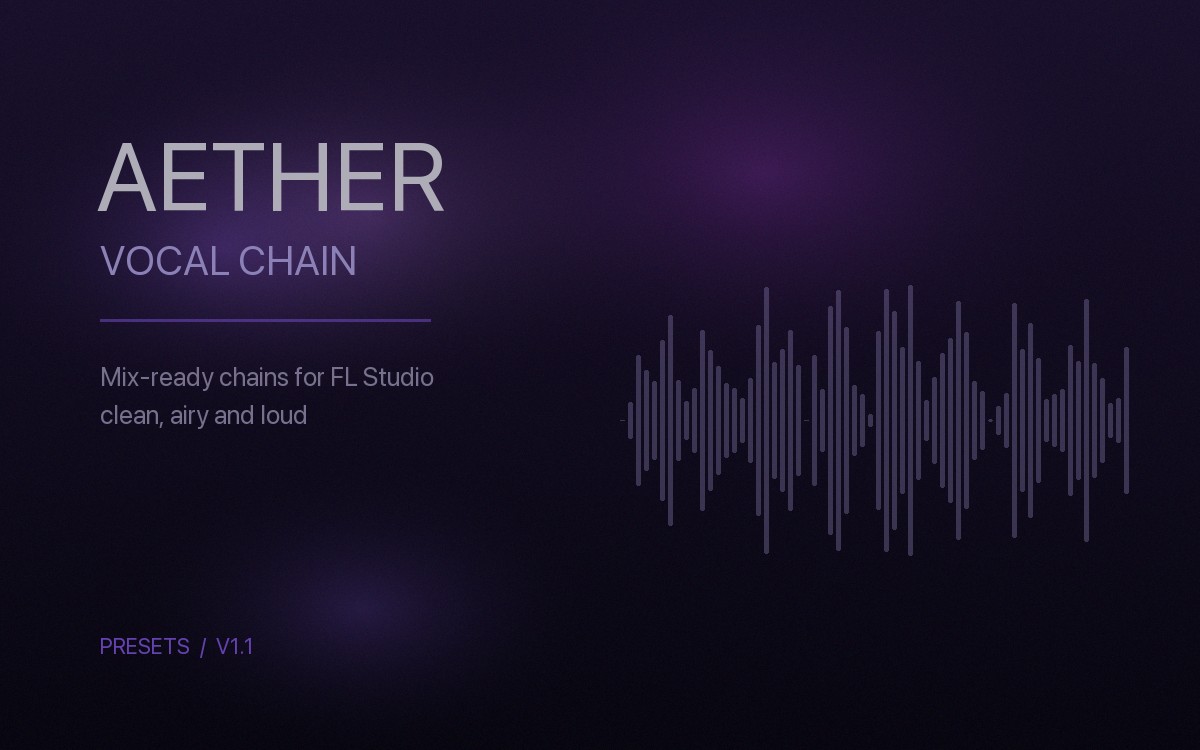 AETHER
VOCAL CHAIN
Mix-ready chains for FL Studio
clean, airy and loud
PRESETS / V1.1